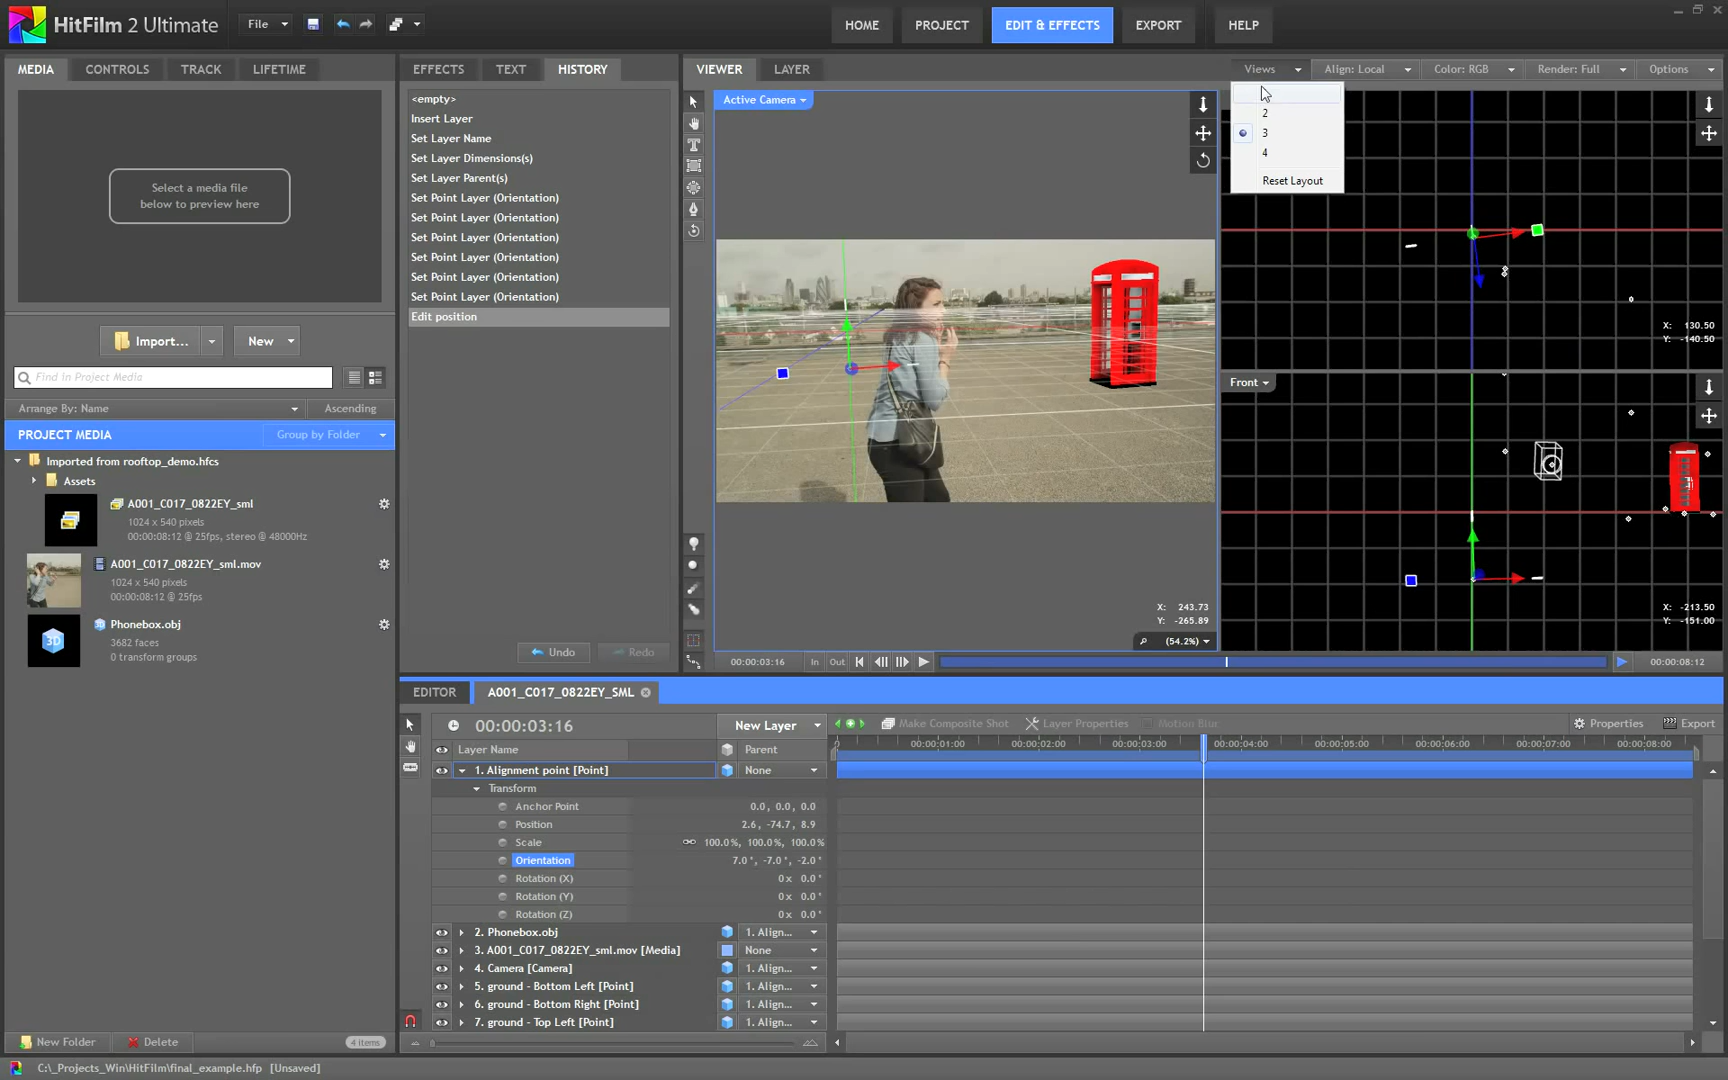 HitFilm 2 Ultimate
File
HOME
PROJECT
EDIT & EFFECTS
EXPORT
HELP
MEDIA
CONTROLS
TRACK
LIFETIME
EFFECTS
TEXT
HISTORY
VIEWER
LAYER
Views
Align: Local
Color: RGB
Render: Full
Options
2
3
4
Reset Layout
Select a media file
below to preview here
Import...
New
Find in Project Media
Arrange By: Name
Ascending
PROJECT MEDIA
Group by Folder
Imported from rooftop_demo.hfcs
Assets
A001_C017_0822EY_sml
1024 x 540 pixels
00:00:08:12 @ 25fps, stereo @ 48000Hz
A001_C017_0822EY_sml.mov
1024 x 540 pixels
00:00:08:12 @ 25fps
Phonebox.obj
3682 faces
0 transform groups
New Folder
Delete
4 items
<empty>
Insert Layer
Set Layer Name
Set Layer Dimensions(s)
Set Layer Parent(s)
Set Point Layer (Orientation)
Set Point Layer (Orientation)
Set Point Layer (Orientation)
Set Point Layer (Orientation)
Set Point Layer (Orientation)
Set Point Layer (Orientation)
Edit position
Undo
Redo
Active Camera
X: 243.73
Y: -265.89
(54.2%)
X: 130.50
Y: -140.50
Front
X: -213.50
Y: -151.00
00:00:03:16
In
Out
00:00:08:12
EDITOR
A001_C017_0822EY_SML
00:00:03:16
New Layer
Make Composite Shot
Layer Properties
Motion Blur
Properties
Export
Layer Name
Parent
0
00:00:01:00
00:00:02:00
00:00:03:00
00:00:04:00
00:00:05:00
00:00:06:00
00:00:07:00
00:00:08:00
1. Alignment point [Point]
None
Transform
Anchor Point
0.0, 0.0, 0.0
Position
2.6, -74.7, 8.9
Scale
100.0%, 100.0%, 100.0%
Orientation
7.0°, -7.0°, -2.0°
Rotation (X)
0x 0.0°
Rotation (Y)
0x 0.0°
Rotation (Z)
0x 0.0°
2. Phonebox.obj
1. Align...
3. A001_C017_0822EY_sml.mov [Media]
None
4. Camera [Camera]
1. Align...
5. ground - Bottom Left [Point]
1. Align...
6. ground - Bottom Right [Point]
1. Align...
7. ground - Top Left [Point]
1. Align...
C:\_Projects_Win\HitFilm\final_example.hfp [Unsaved]